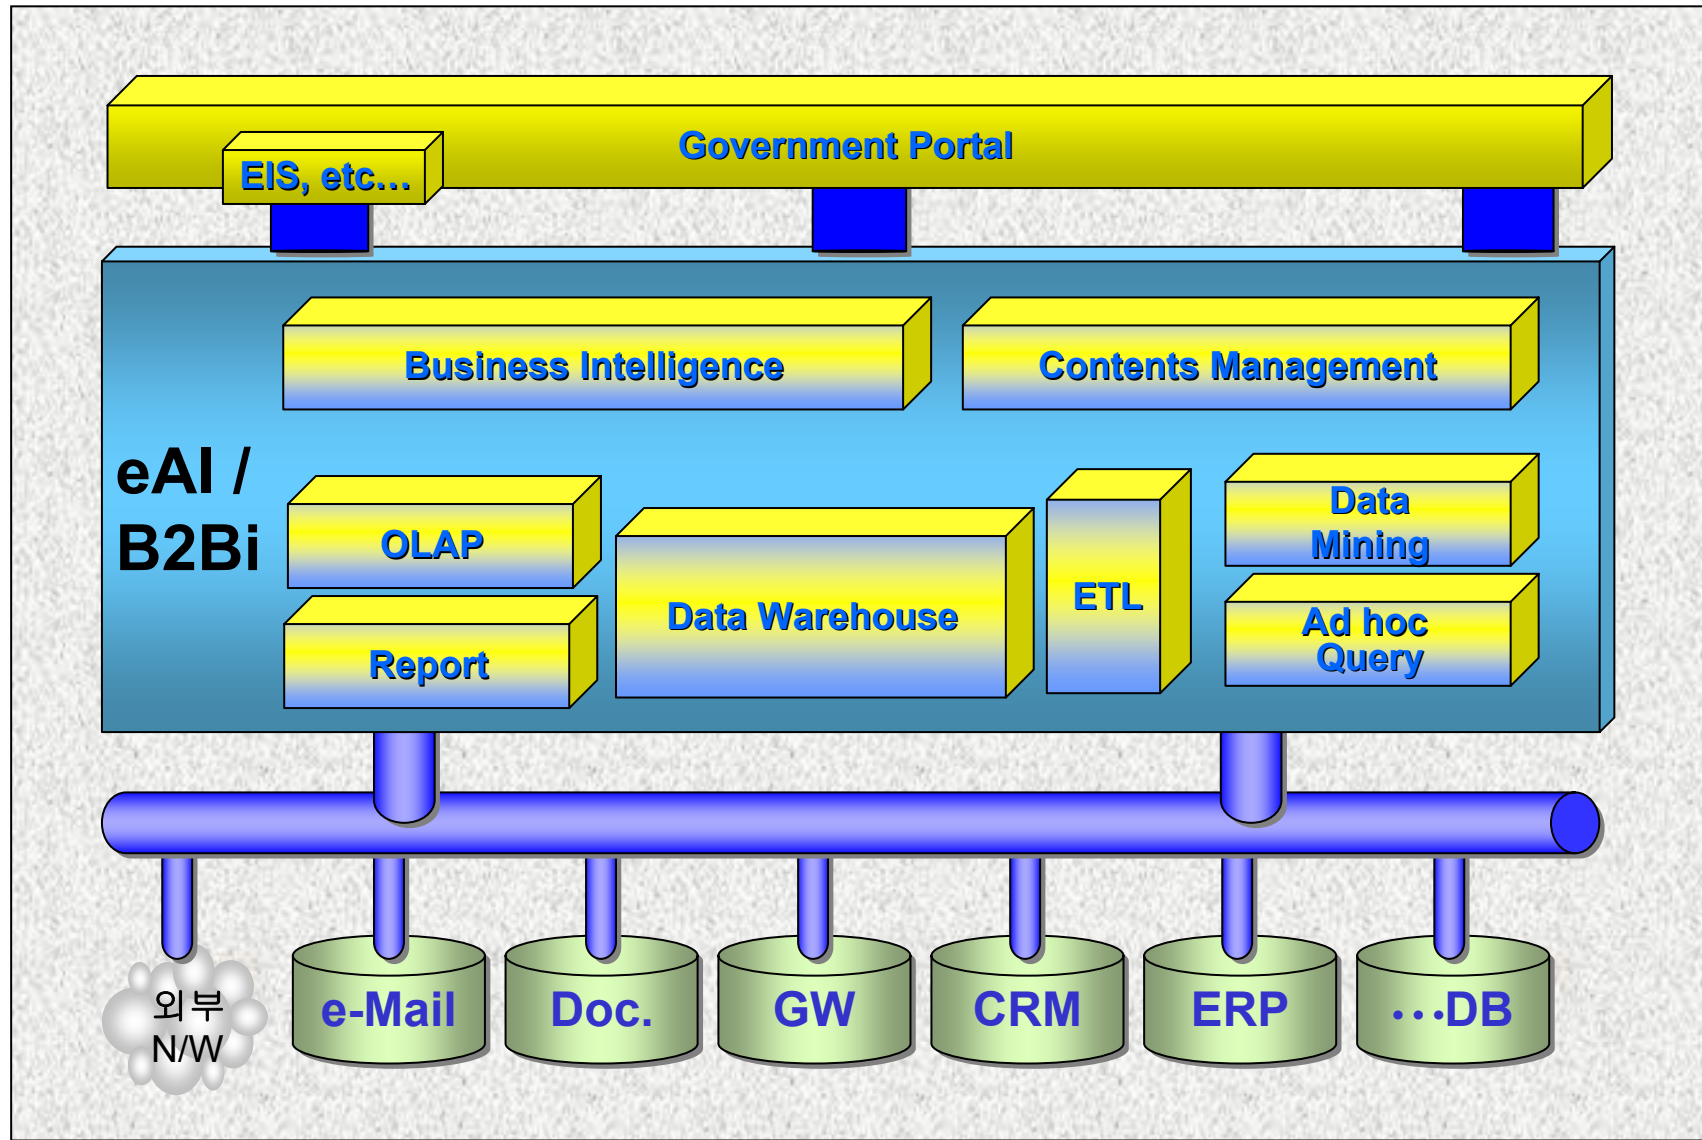 Government Portal
EIS, etc…
Business Intelligence
Contents Management
eAI /
B2Bi
OLAP
Report
Data Warehouse
ETL
Data
Mining
Ad hoc
Query
외부
N/W
e-Mail
Doc.
GW
CRM
ERP
…DB